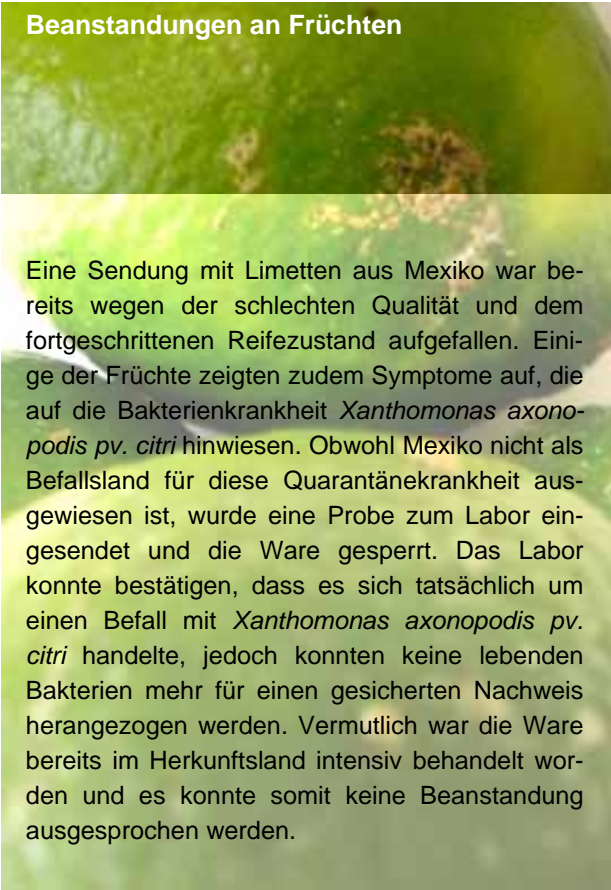 Beanstandungen an Früchten
Eine Sendung mit Limetten aus Mexiko war be-
reits wegen der schlechten Qualität und dem
fortgeschrittenen Reifezustand aufgefallen. Eini-
ge der Früchte zeigten zudem Symptome auf, die
auf die Bakterienkrankheit Xanthomonas axono-
podis pv. citri hinwiesen. Obwohl Mexiko nicht als
Befallsland für diese Quarantänekrankheit aus-
gewiesen ist, wurde eine Probe zum Labor ein-
gesendet und die Ware gesperrt. Das Labor
konnte bestätigen, dass es sich tatsächlich um
einen Befall mit Xanthomonas axonopodis pv.
citri handelte, jedoch konnten keine lebenden
Bakterien mehr für einen gesicherten Nachweis
herangezogen werden. Vermutlich war die Ware
bereits im Herkunftsland intensiv behandelt wor-
den und es konnte somit keine Beanstandung
ausgesprochen werden.